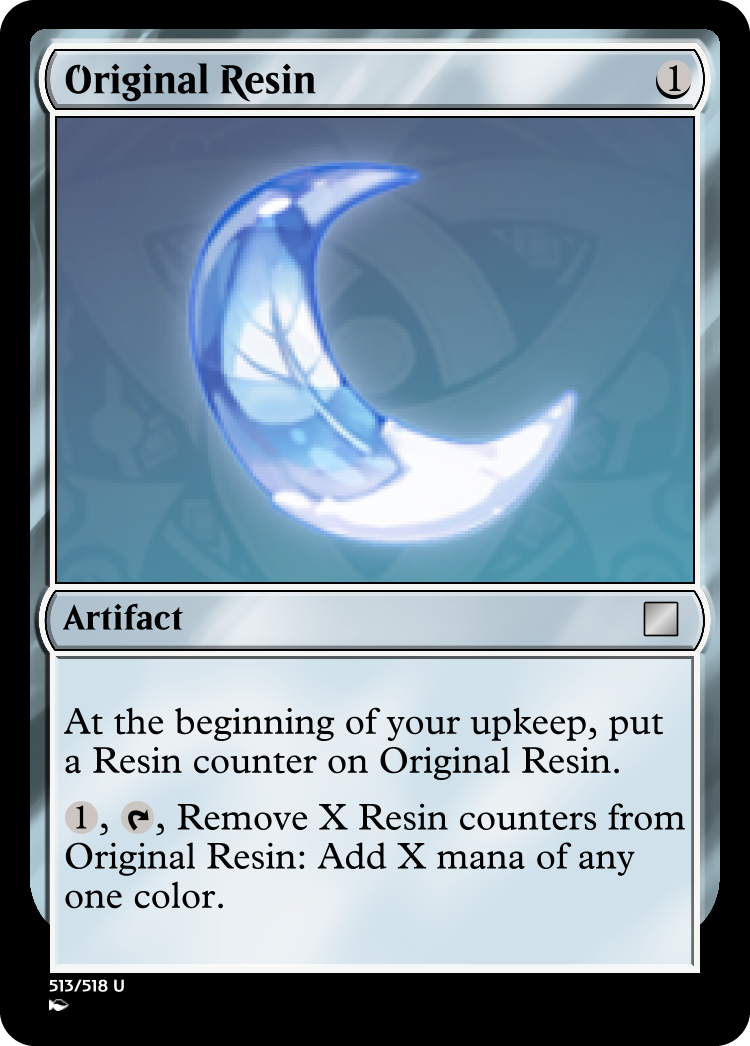 Original Resin
1
Artifact
At the beginning of your upkeep, put
a Resin counter on Original Resin.
1, , Remove X Resin counters from
Original Resin: Add X mana of any
one color.
513/518 U